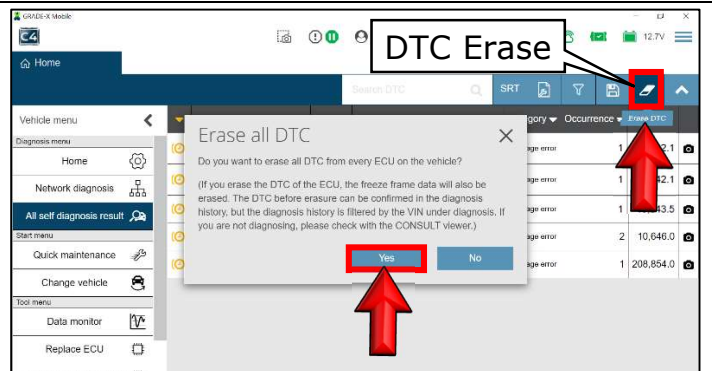 GRADE-X Mobile
C4
12.7V
DTC Erase
Home
Search DTC
SRT
Vehicle menu
gory
Occurrence
Erase DTC
Diagnosis menu
Home
Network diagnosis
All self diagnosis result
Start menu
Quick maintenance
Change vehicle
Tool menu
Data monitor
Replace ECU
Erase all DTC
Do you want to erase all DTC from every ECU on the vehicle?
(If you erase the DTC of the ECU, the freeze frame data will also be
erased. The DTC before erasure can be confirmed in the diagnosis
history, but the diagnosis history is filtered by the VIN under diagnosis. If
you are not diagnosing, please check with the CONSULT viewer.)
Yes
No
age error
1
2.1
age error
1
42.1
age error
1
43.5
age error
2
10,646.0
age error
1
208,854.0